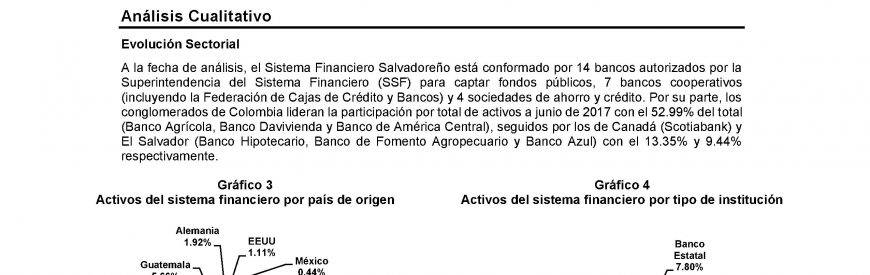 Análisis Cualitativo
Evolución Sectorial
A la fecha de análisis, el Sistema Financiero Salvadoreño está conformado por 14 bancos autorizados por la
Superintendencia del Sistema Financiero (SSF) para captar fondos públicos, 7 bancos cooperativos
(incluyendo la Federación de Cajas de Crédito y Bancos) y 4 sociedades de ahorro y crédito. Por su parte, los
conglomerados de Colombia lideran la participación por total de activos a junio de 2017 con el 52.99% del total
(Banco Agrícola, Banco Davivienda y Banco de América Central), seguidos por los de Canadá (Scotiabank) y
El Salvador (Banco Hipotecario, Banco de Fomento Agropecuario y Banco Azul) con el 13.35% y 9.44%
respectivamente.
Gráfico 3
Activos del sistema financiero por país de origen
Alemania
1.92%
EEUU
1.11%
México
0.44%
Guatemala
Gráfico 4
Activos del sistema financiero por tipo de institución
Banco
Estatal
7.80%